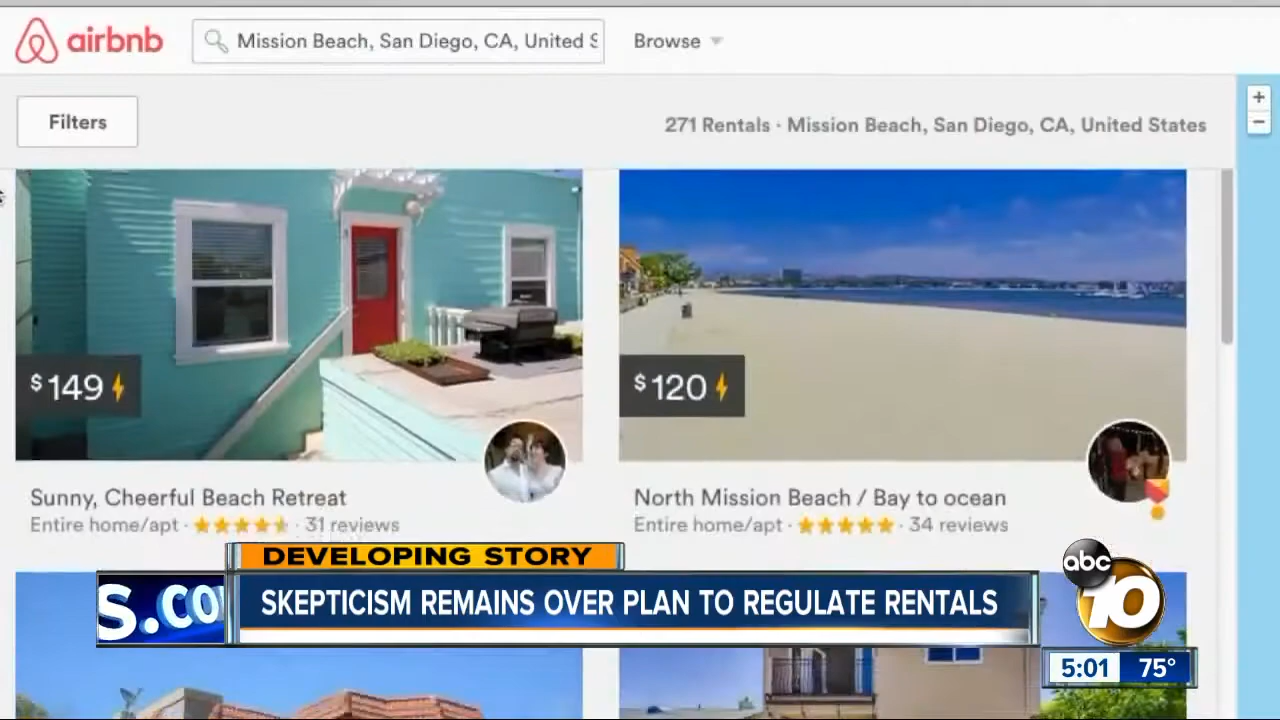 airbnb
Mission Beach, San Diego, CA, United S
Browse
Filters
271 Rentals · Mission Beach, San Diego, CA, United States
+
−
$149
$120
Sunny, Cheerful Beach Retreat
Entire home/apt · 31 reviews
North Mission Beach / Bay to ocean
Entire home/apt · 34 reviews
DEVELOPING STORY
S.CO
SKEPTICISM REMAINS OVER PLAN TO REGULATE RENTALS
abc
10
5:01 75°